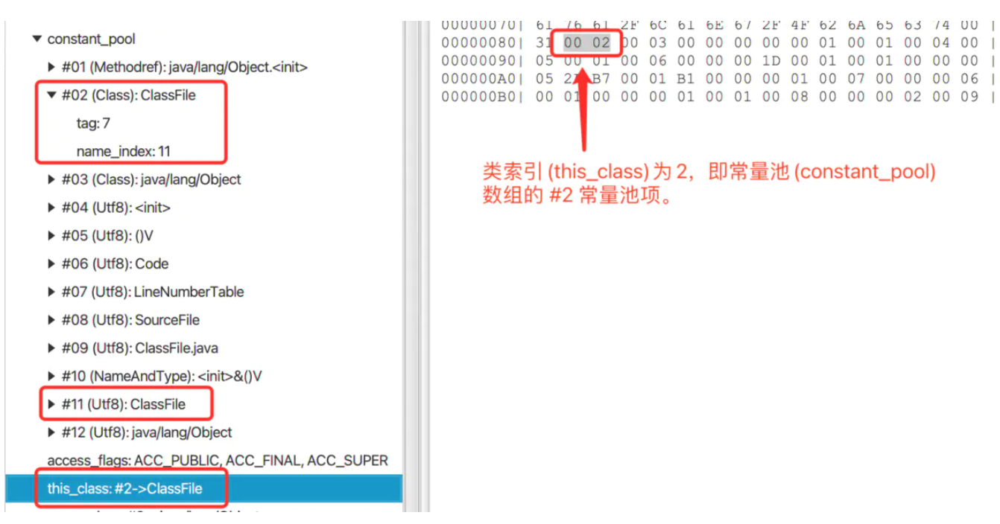 constant_pool
#01 (Methodref): java/lang/Object.<init>
#02 (Class): ClassFile
tag: 7
name_index: 11
#03 (Class): java/lang/Object
#04 (Utf8): <init>
#05 (Utf8): ()V
#06 (Utf8): Code
#07 (Utf8): LineNumberTable
#08 (Utf8): SourceFile
#09 (Utf8): ClassFile.java
#10 (NameAndType): <init>&()V
#11 (Utf8): ClassFile
#12 (Utf8): java/lang/Object
access_flags: ACC_PUBLIC, ACC_FINAL, ACC_SUPER
this_class: #2->ClassFile
00000070| 61 76 61 2F 6C 61 6E 67 2F 4F 62 6A 65 63 74 00 |
00000080| 31 00 02 00 03 00 00 00 00 00 01 00 01 00 04 00 |
00000090| 05 00 01 00 06 00 00 00 1D 00 01 00 01 00 00 00 |
000000A0| 05 B7 00 01 B1 00 00 00 01 00 07 00 00 00 06 |
000000B0| 00 01 00 00 00 01 00 01 00 08 00 00 00 02 00 09 |
类索引 (this_class) 为 2，即常量池 (constant_pool)
数组的 #2 常量池项。